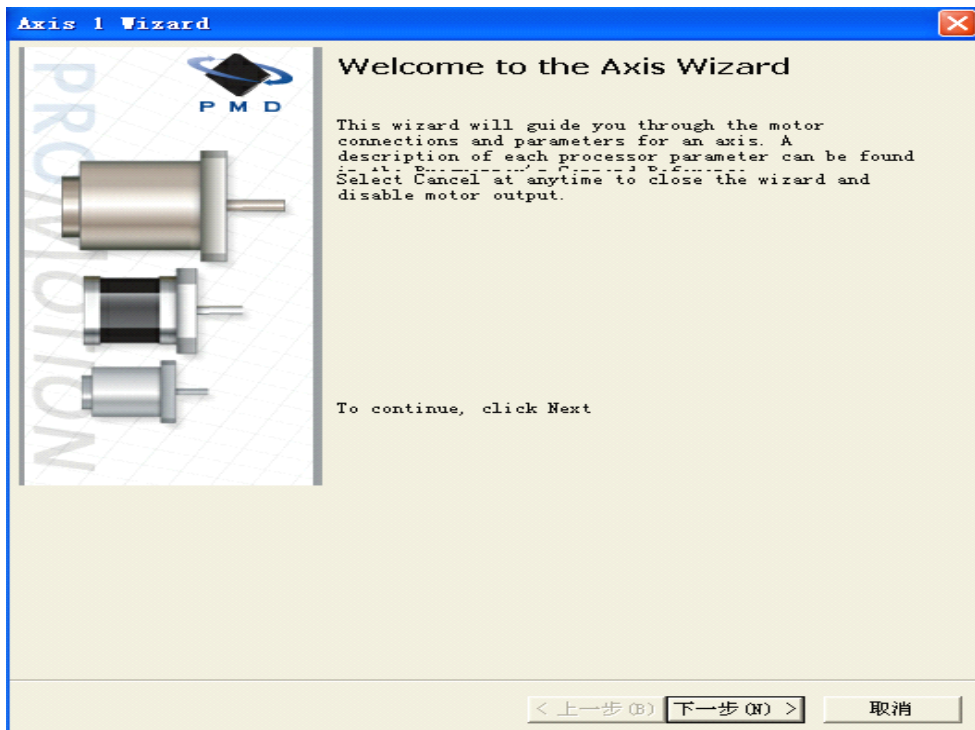 Axis 1 Wizard
PMD
PROMOTION
Welcome to the Axis Wizard
This wizard will guide you through the motor
connections and parameters for an axis. A
description of each processor parameter can be found
Select Cancel at anytime to close the wizard and
disable motor output.
To continue, click Next
< 上一步(B) 下一步(N) > 取消